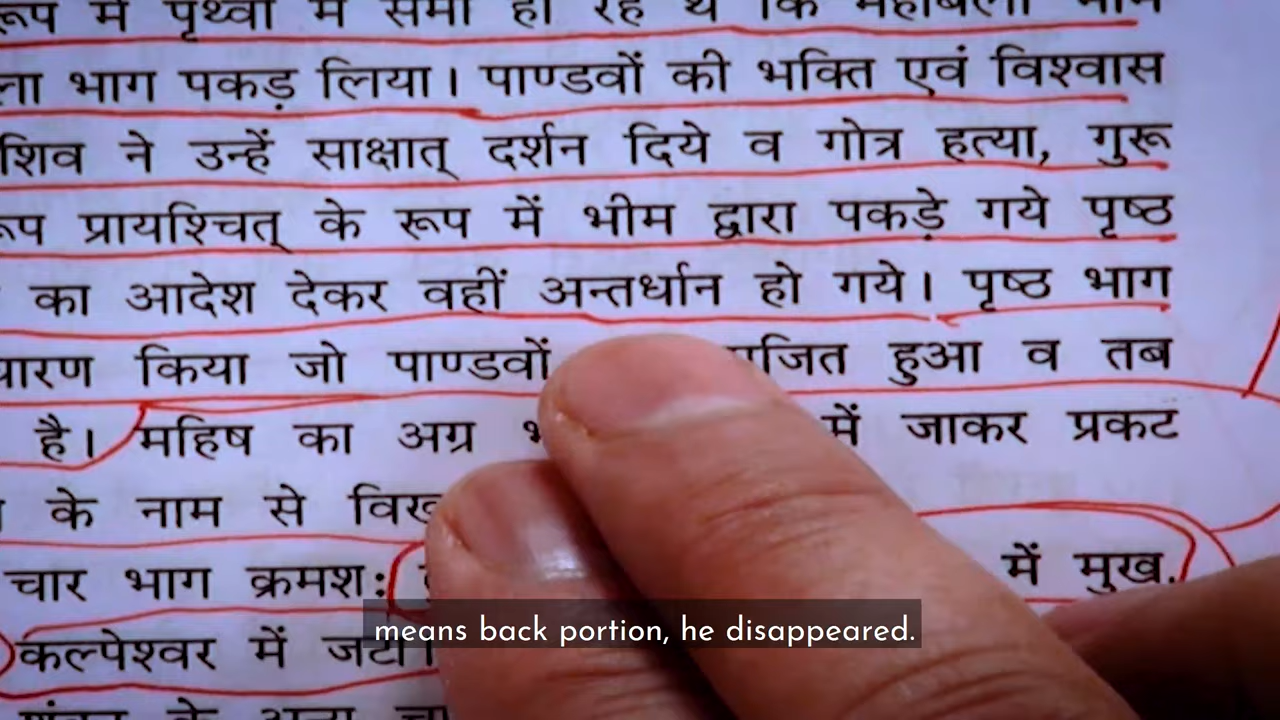 में पृथ्वी में समा ही रहे थे कि महाबली भीम
भाग पकड़ लिया। पाण्डवों की भक्ति एवं विश्वास
शिव ने उन्हें साक्षात् दर्शन दिये व गोत्र हत्या, गुरू
प्रायश्चित् के रूप में भीम द्वारा पकड़े गये पृष्ठ
का आदेश देकर वहीं अन्तर्धान हो गये। पृष्ठ भाग
किया जो पाण्डवों हुआ व तब
है। महिष का अग्र में जाकर प्रकट
के नाम से
चार भाग क्रमश: में मुख.
means back portion, he disappeared.
कल्पेश्वर में जटा।
के अन्य